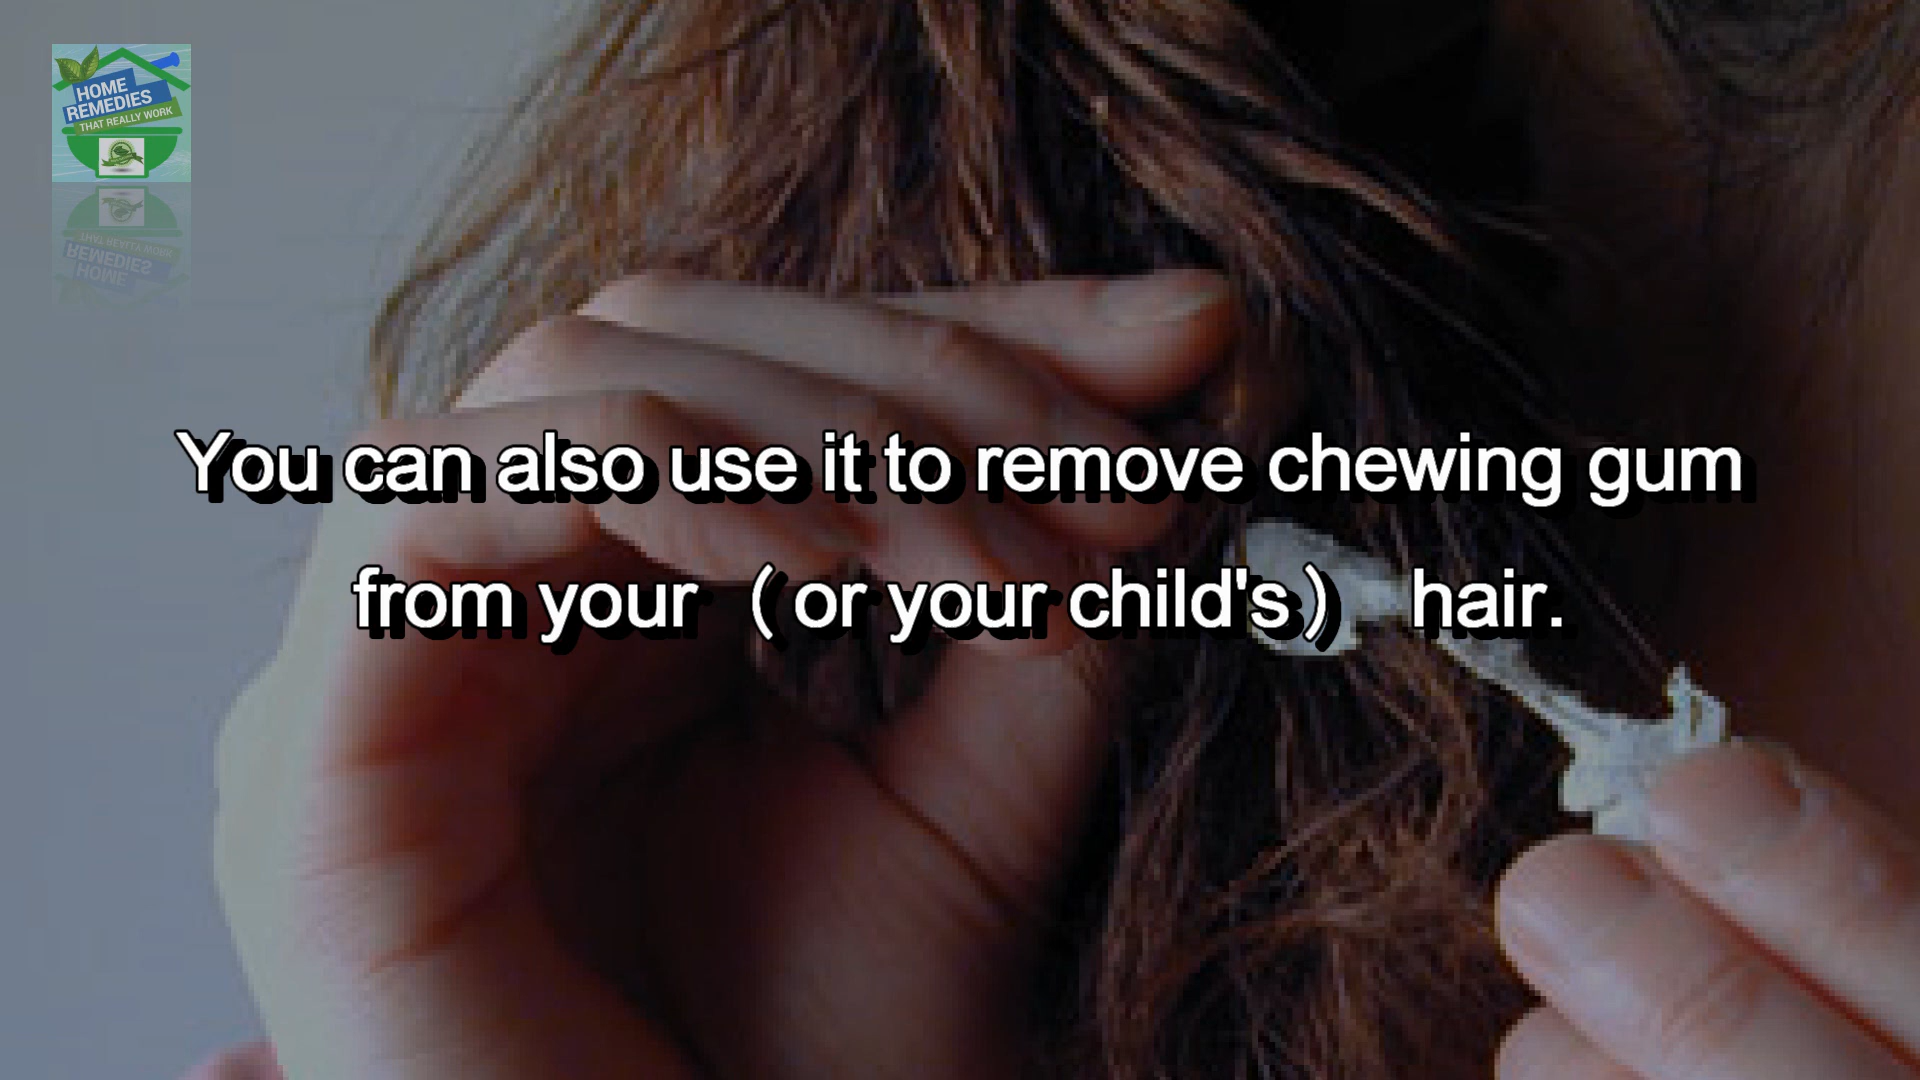 HOME
REMEDIES
THAT REALLY WORK
You can also use it to remove chewing gum
from your （or your child's） hair.